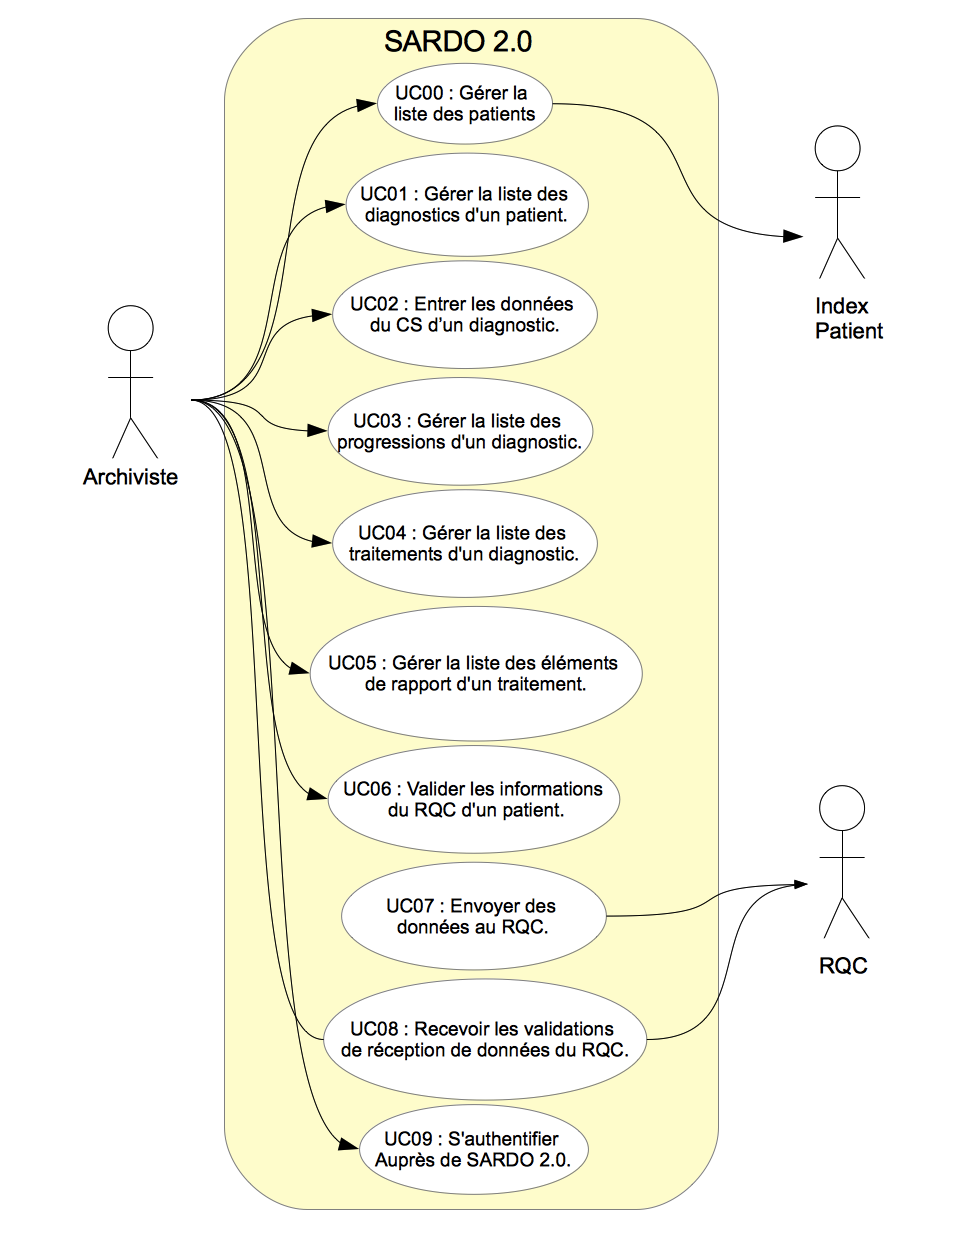 SARDO 2.0
UC00 : Gérer la
liste des patients
UC01 : Gérer la liste des
diagnostics d'un patient.
Index
Patient
UC02 : Entrer les données
du CS d’un diagnostic.
UC03 : Gérer la liste des
progressions d'un diagnostic.
Archiviste
UC04 : Gérer la liste des
traitements d'un diagnostic.
UC05 : Gérer la liste des éléments
de rapport d'un traitement.
UC06 : Valider les informations
du RQC d'un patient.
UC07 : Envoyer des
données au RQC.
RQC
UC08 : Recevoir les validations
de réception de données du RQC.
UC09 : S'authentifier
Auprès de SARDO 2.0.